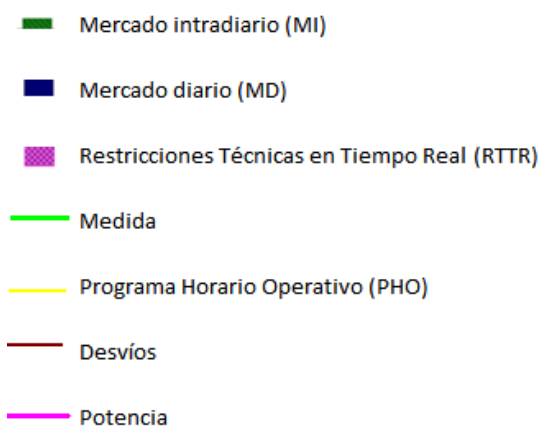 Mercado intradiario (MI)
Mercado diario (MD)
Restricciones Técnicas en Tiempo Real (RTTR)
Medida
Programa Horario Operativo (PHO)
Desvíos
Potencia